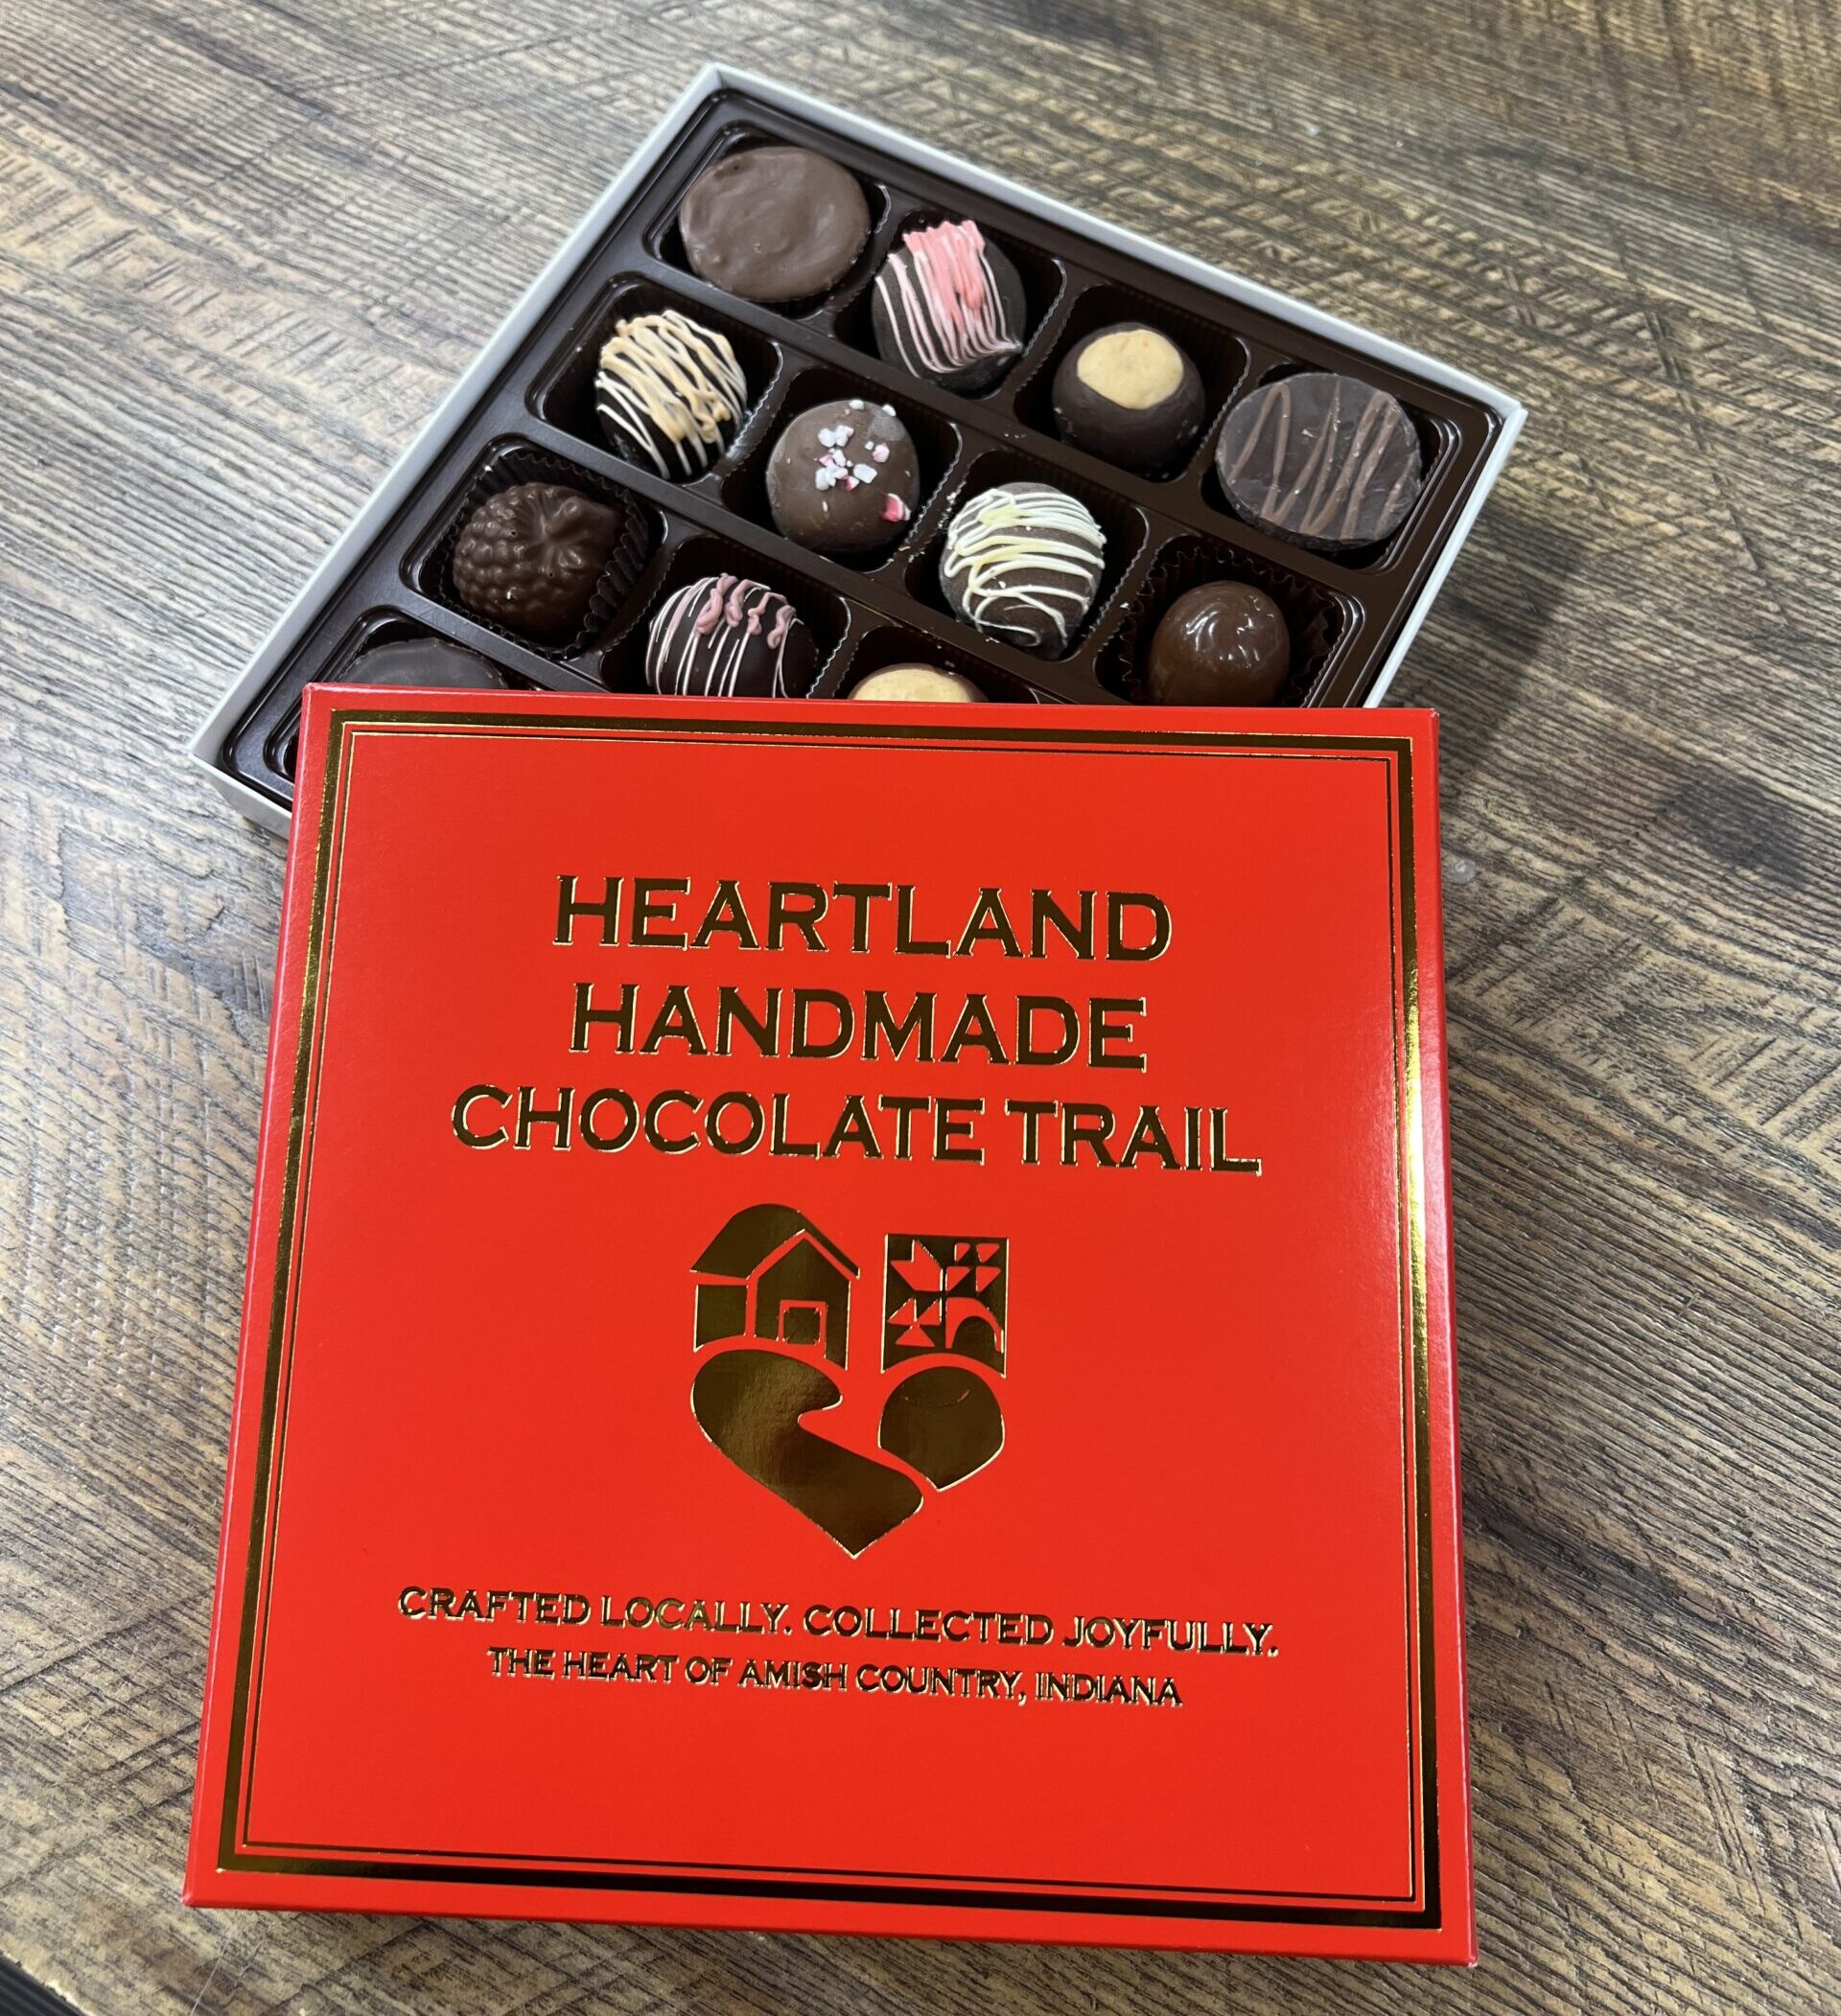 HEARTLAND
HANDMADE
CHOCOLATE TRAIL
CRAFTED LOCALLY. COLLECTED JOYFULLY.
THE HEART OF AMISH COUNTRY, INDIANA